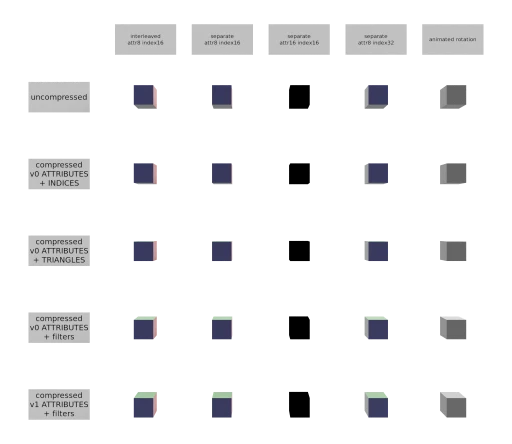 interleaved
attr8 index16
separate
attr8 index16
separate
attr16 index16
separate
attr8 index32
animated rotation
uncompressed
compressed
v0 ATTRIBUTES
+ INDICES
compressed
v0 ATTRIBUTES
+ TRIANGLES
compressed
v0 ATTRIBUTES
+ filters
compressed
v1 ATTRIBUTES
+ filters